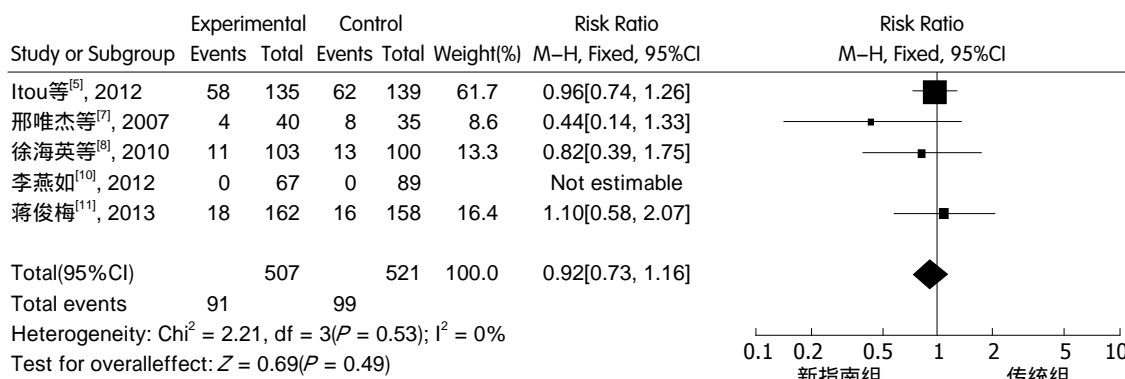 Experimental Control Risk Ratio Risk Ratio
Study or Subgroup Events Total Events Total Weight(%) M-H, Fixed, 95%CI M-H, Fixed, 95%CI
Itou等[5], 2012 58 135 62 139 61.7 0.96[0.74, 1.26]
邢唯杰等[7], 2007 4 40 8 35 8.6 0.44[0.14, 1.33]
徐海英等[8], 2010 11 103 13 100 13.3 0.82[0.39, 1.75]
李燕如[10], 2012 0 67 0 89 Not estimable
蒋俊梅[11], 2013 18 162 16 158 16.4 1.10[0.58, 2.07]
Total(95%CI) 507 521 100.0 0.92[0.73, 1.16]
Total events 91 99
Heterogeneity: Chi² = 2.21, df = 3(P = 0.53); I² = 0%
Test for overalleffect: Z = 0.69(P = 0.49)
0.1 0.2 0.5 1 2 5 10
新指南组 传统组